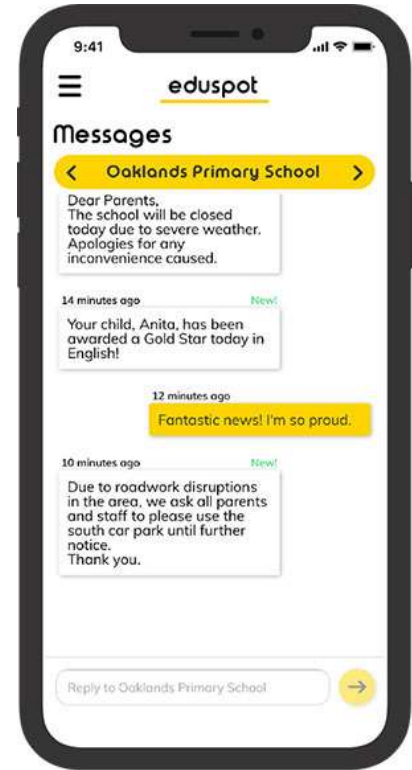 9:41
eduspot
Messages
Oaklands Primary School
Dear Parents,
The school will be closed
today due to severe weather.
Apologies for any
inconvenience caused.
14 minutes ago New!
Your child, Anita, has been
awarded a Gold Star today in
English!
12 minutes ago
Fantastic news! I'm so proud.
10 minutes ago New!
Due to roadwork disruptions
in the area, we ask all parents
and staff to please use the
south car park until further
notice.
Thank you.
Reply to Oaklands Primary School